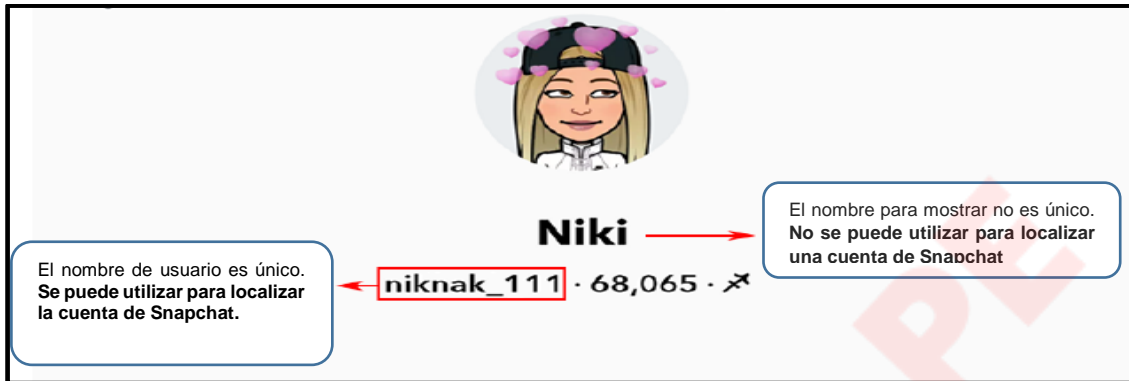 Niki
El nombre para mostrar no es único.
No se puede utilizar para localizar
una cuenta de Snapchat
El nombre de usuario es único.
Se puede utilizar para localizar
la cuenta de Snapchat.
niknak_111 · 68,065 · ♐
PE